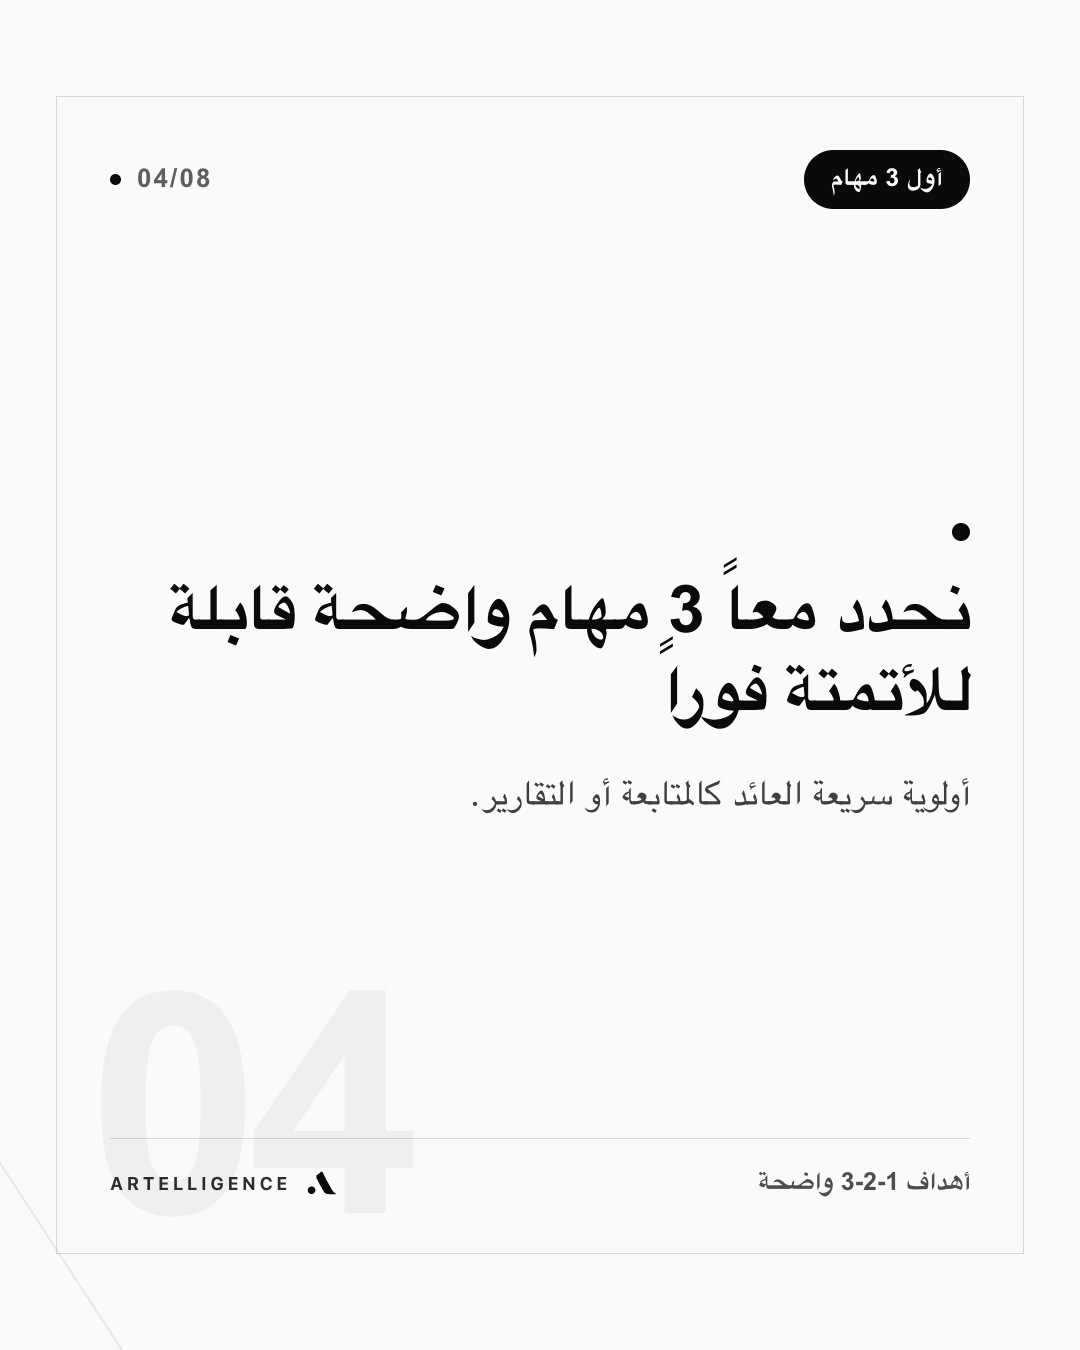 أول 3 مهام
04/08
نحدد معاً 3 مهام واضحة قابلة
للأتمتة فوراً
أولوية سريعة العائد كالمتابعة أو التقارير.
04
أهداف 1-2-3 واضحة
ARTELLIGENCE